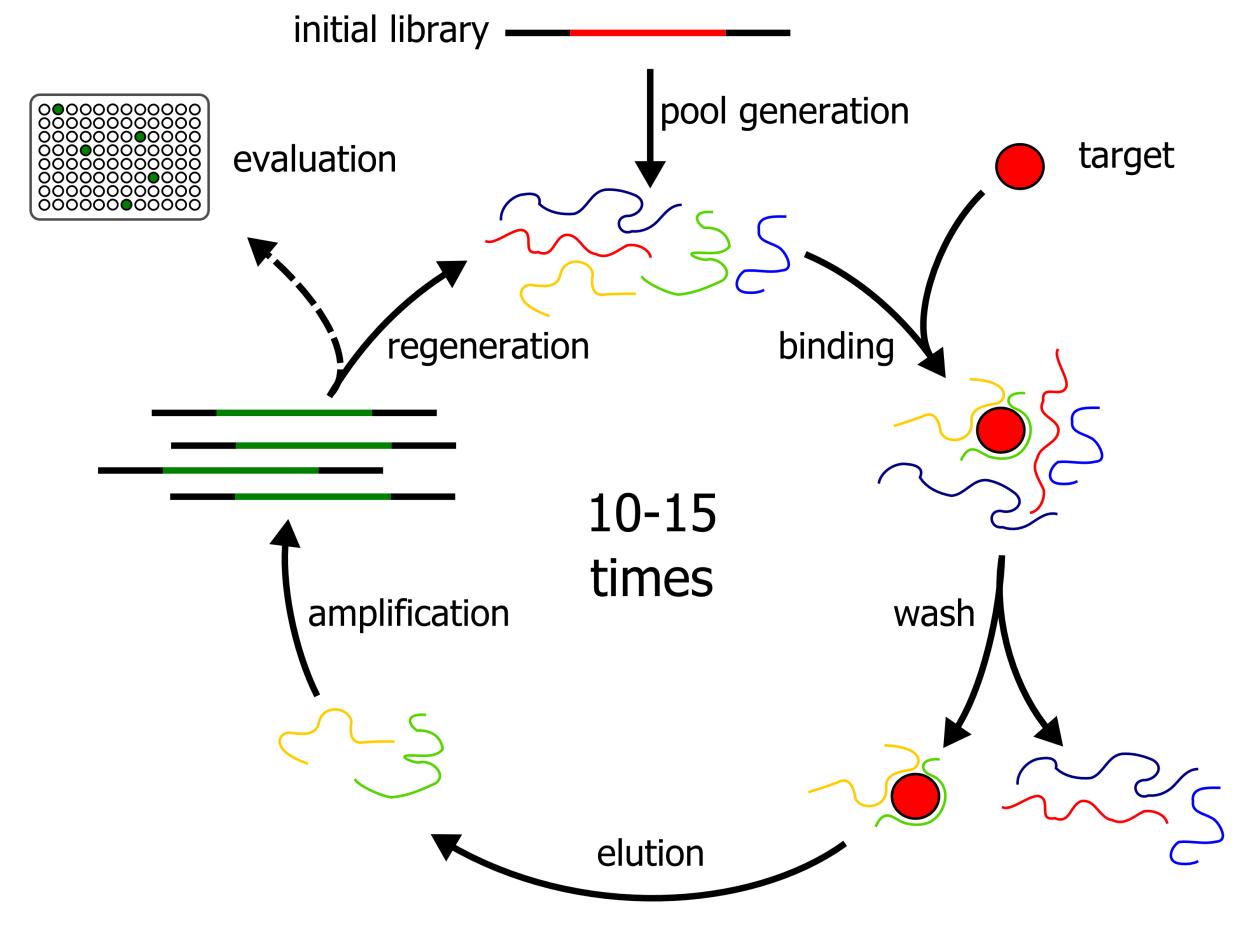 initial library
pool generation
target
evaluation
regeneration
binding
10-15
times
amplification
wash
elution